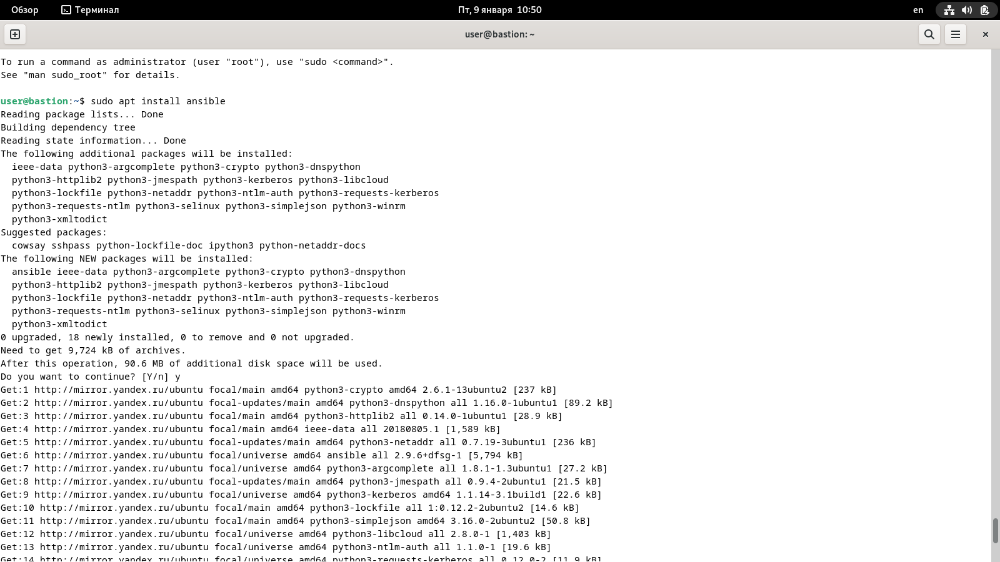 Обзор Терминал Пт, 9 января 10:50 en
user@bastion: ~
To run a command as administrator (user "root"), use "sudo <command>".
See "man sudo_root" for details.
user@bastion:~$ sudo apt install ansible
Reading package lists... Done
Building dependency tree
Reading state information... Done
The following additional packages will be installed:
ieee-data python3-argcomplete python3-crypto python3-dnspython
python3-httplib2 python3-jmespath python3-kerberos python3-libcloud
python3-lockfile python3-netaddr python3-ntlm-auth python3-requests-kerberos
python3-requests-ntlm python3-selinux python3-simplejson python3-winrm
python3-xmltodict
Suggested packages:
cowsay sshpass python-lockfile-doc ipython3 python-netaddr-docs
The following NEW packages will be installed:
ansible ieee-data python3-argcomplete python3-crypto python3-dnspython
python3-httplib2 python3-jmespath python3-kerberos python3-libcloud
python3-lockfile python3-netaddr python3-ntlm-auth python3-requests-kerberos
python3-requests-ntlm python3-selinux python3-simplejson python3-winrm
python3-xmltodict
0 upgraded, 18 newly installed, 0 to remove and 0 not upgraded.
Need to get 9,724 kB of archives.
After this operation, 90.6 MB of additional disk space will be used.
Do you want to continue? [Y/n] y
Get:1 http://mirror.yandex.ru/ubuntu focal/main amd64 python3-crypto amd64 2.6.1-13ubuntu2 [237 kB]
Get:2 http://mirror.yandex.ru/ubuntu focal-updates/main amd64 python3-dnspython all 1.16.0-1ubuntu1 [89.2 kB]
Get:3 http://mirror.yandex.ru/ubuntu focal/main amd64 python3-httplib2 all 0.14.0-1ubuntu1 [28.9 kB]
Get:4 http://mirror.yandex.ru/ubuntu focal/main amd64 ieee-data all 20180805.1 [1,589 kB]
Get:5 http://mirror.yandex.ru/ubuntu focal-updates/main amd64 python3-netaddr all 0.7.19-3ubuntu1 [236 kB]
Get:6 http://mirror.yandex.ru/ubuntu focal/universe amd64 ansible all 2.9.6+dfsg-1 [5,794 kB]
Get:7 http://mirror.yandex.ru/ubuntu focal/universe amd64 python3-argcomplete all 1.8.1-1.3ubuntu1 [27.2 kB]
Get:8 http://mirror.yandex.ru/ubuntu focal-updates/main amd64 python3-jmespath all 0.9.4-2ubuntu1 [21.5 kB]
Get:9 http://mirror.yandex.ru/ubuntu focal/universe amd64 python3-kerberos amd64 1.1.14-3.1build1 [22.6 kB]
Get:10 http://mirror.yandex.ru/ubuntu focal/main amd64 python3-lockfile all 1:0.12.2-2ubuntu2 [14.6 kB]
Get:11 http://mirror.yandex.ru/ubuntu focal/main amd64 python3-simplejson amd64 3.16.0-2ubuntu2 [50.8 kB]
Get:12 http://mirror.yandex.ru/ubuntu focal/universe amd64 python3-libcloud all 2.8.0-1 [1,403 kB]
Get:13 http://mirror.yandex.ru/ubuntu focal/universe amd64 python3-ntlm-auth all 1.1.0-1 [19.6 kB]
Get:14 http://mirror.yandex.ru/ubuntu focal/universe amd64 python3-requests-kerberos all 0.12.0-2 [11.9 kB]